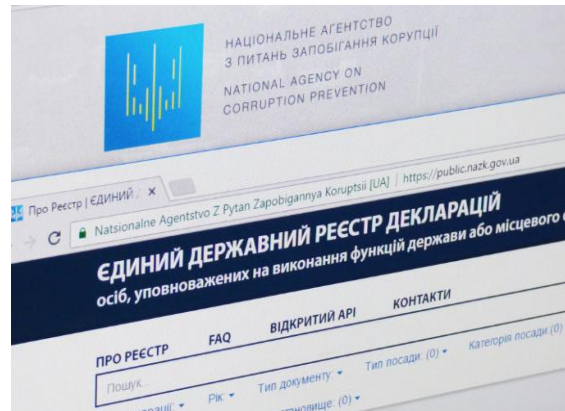 НАЦІОНАЛЬНЕ АГЕНТСТВО
З ПИТАНЬ ЗАПОБІГАННЯ КОРУПЦІЇ
NATIONAL AGENCY ON
CORRUPTION PREVENTION
Про Реєстр | ЄДИНИЙ
Natsionalne Agentstvo Z Pytan Zapobigannya Koruptsii [UA] | https://public.nazk.gov.ua
ЄДИНИЙ ДЕРЖАВНИЙ РЕЄСТР ДЕКЛАРАЦІЙ
осіб, уповноважених на виконання функцій держави або місцевого
ПРО РЕЄСТР FAQ ВІДКРИТИЙ API КОНТАКТИ
Пошук...
Рік: Тип документу: Тип посади: (0) Категорія посади: (0)
(0)